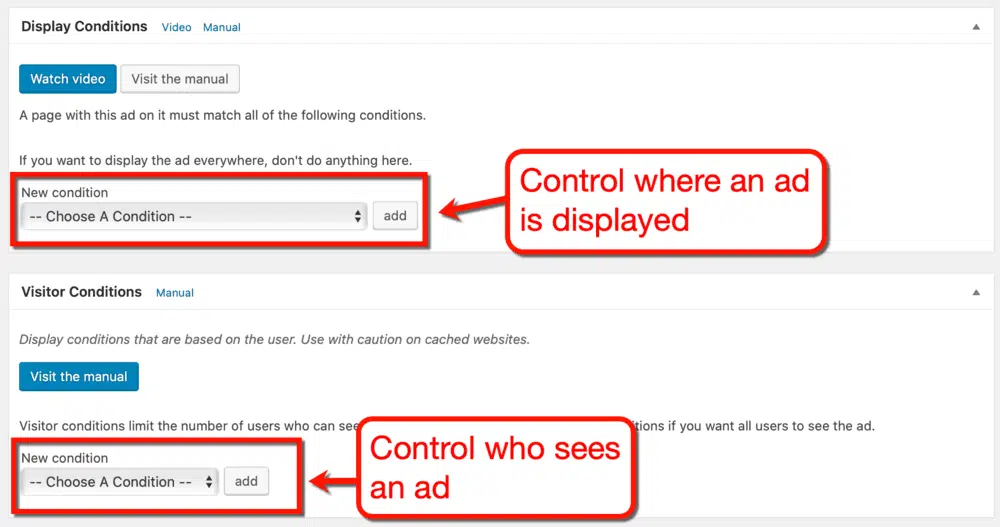 Display Conditions Video Manual
Watch video Visit the manual
A page with this ad on it must match all of the following conditions.
If you want to display the ad everywhere, don't do anything here.
New condition
-- Choose A Condition -- add
Control where an ad
is displayed
Visitor Conditions Manual
Display conditions that are based on the user. Use with caution on cached websites.
Visit the manual
Visitor conditions limit the number of users who can see if you want all users to see the ad.
New condition
-- Choose A Condition -- add
Control who sees
an ad